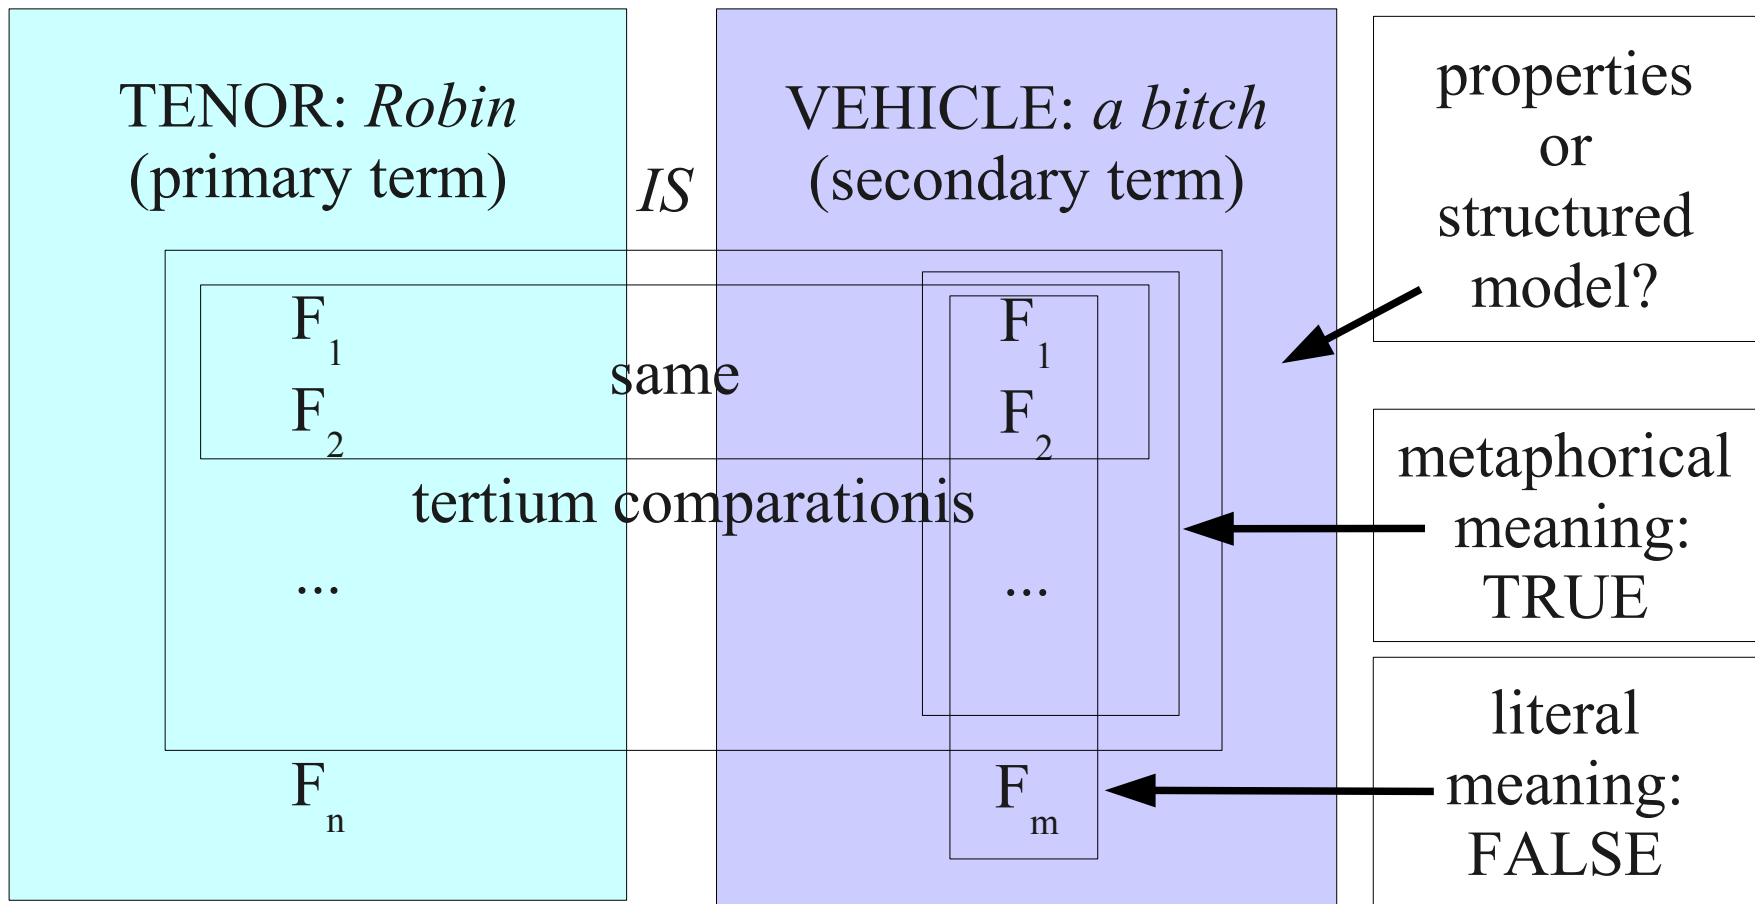 TENOR: Robin
(primary term)
IS
VEHICLE: a bitch
(secondary term)
F1
F2
same
F1
F2
tertium comparationis
...
...
Fn
Fm
properties
or
structured
model?
metaphorical
meaning:
TRUE
literal
meaning:
FALSE